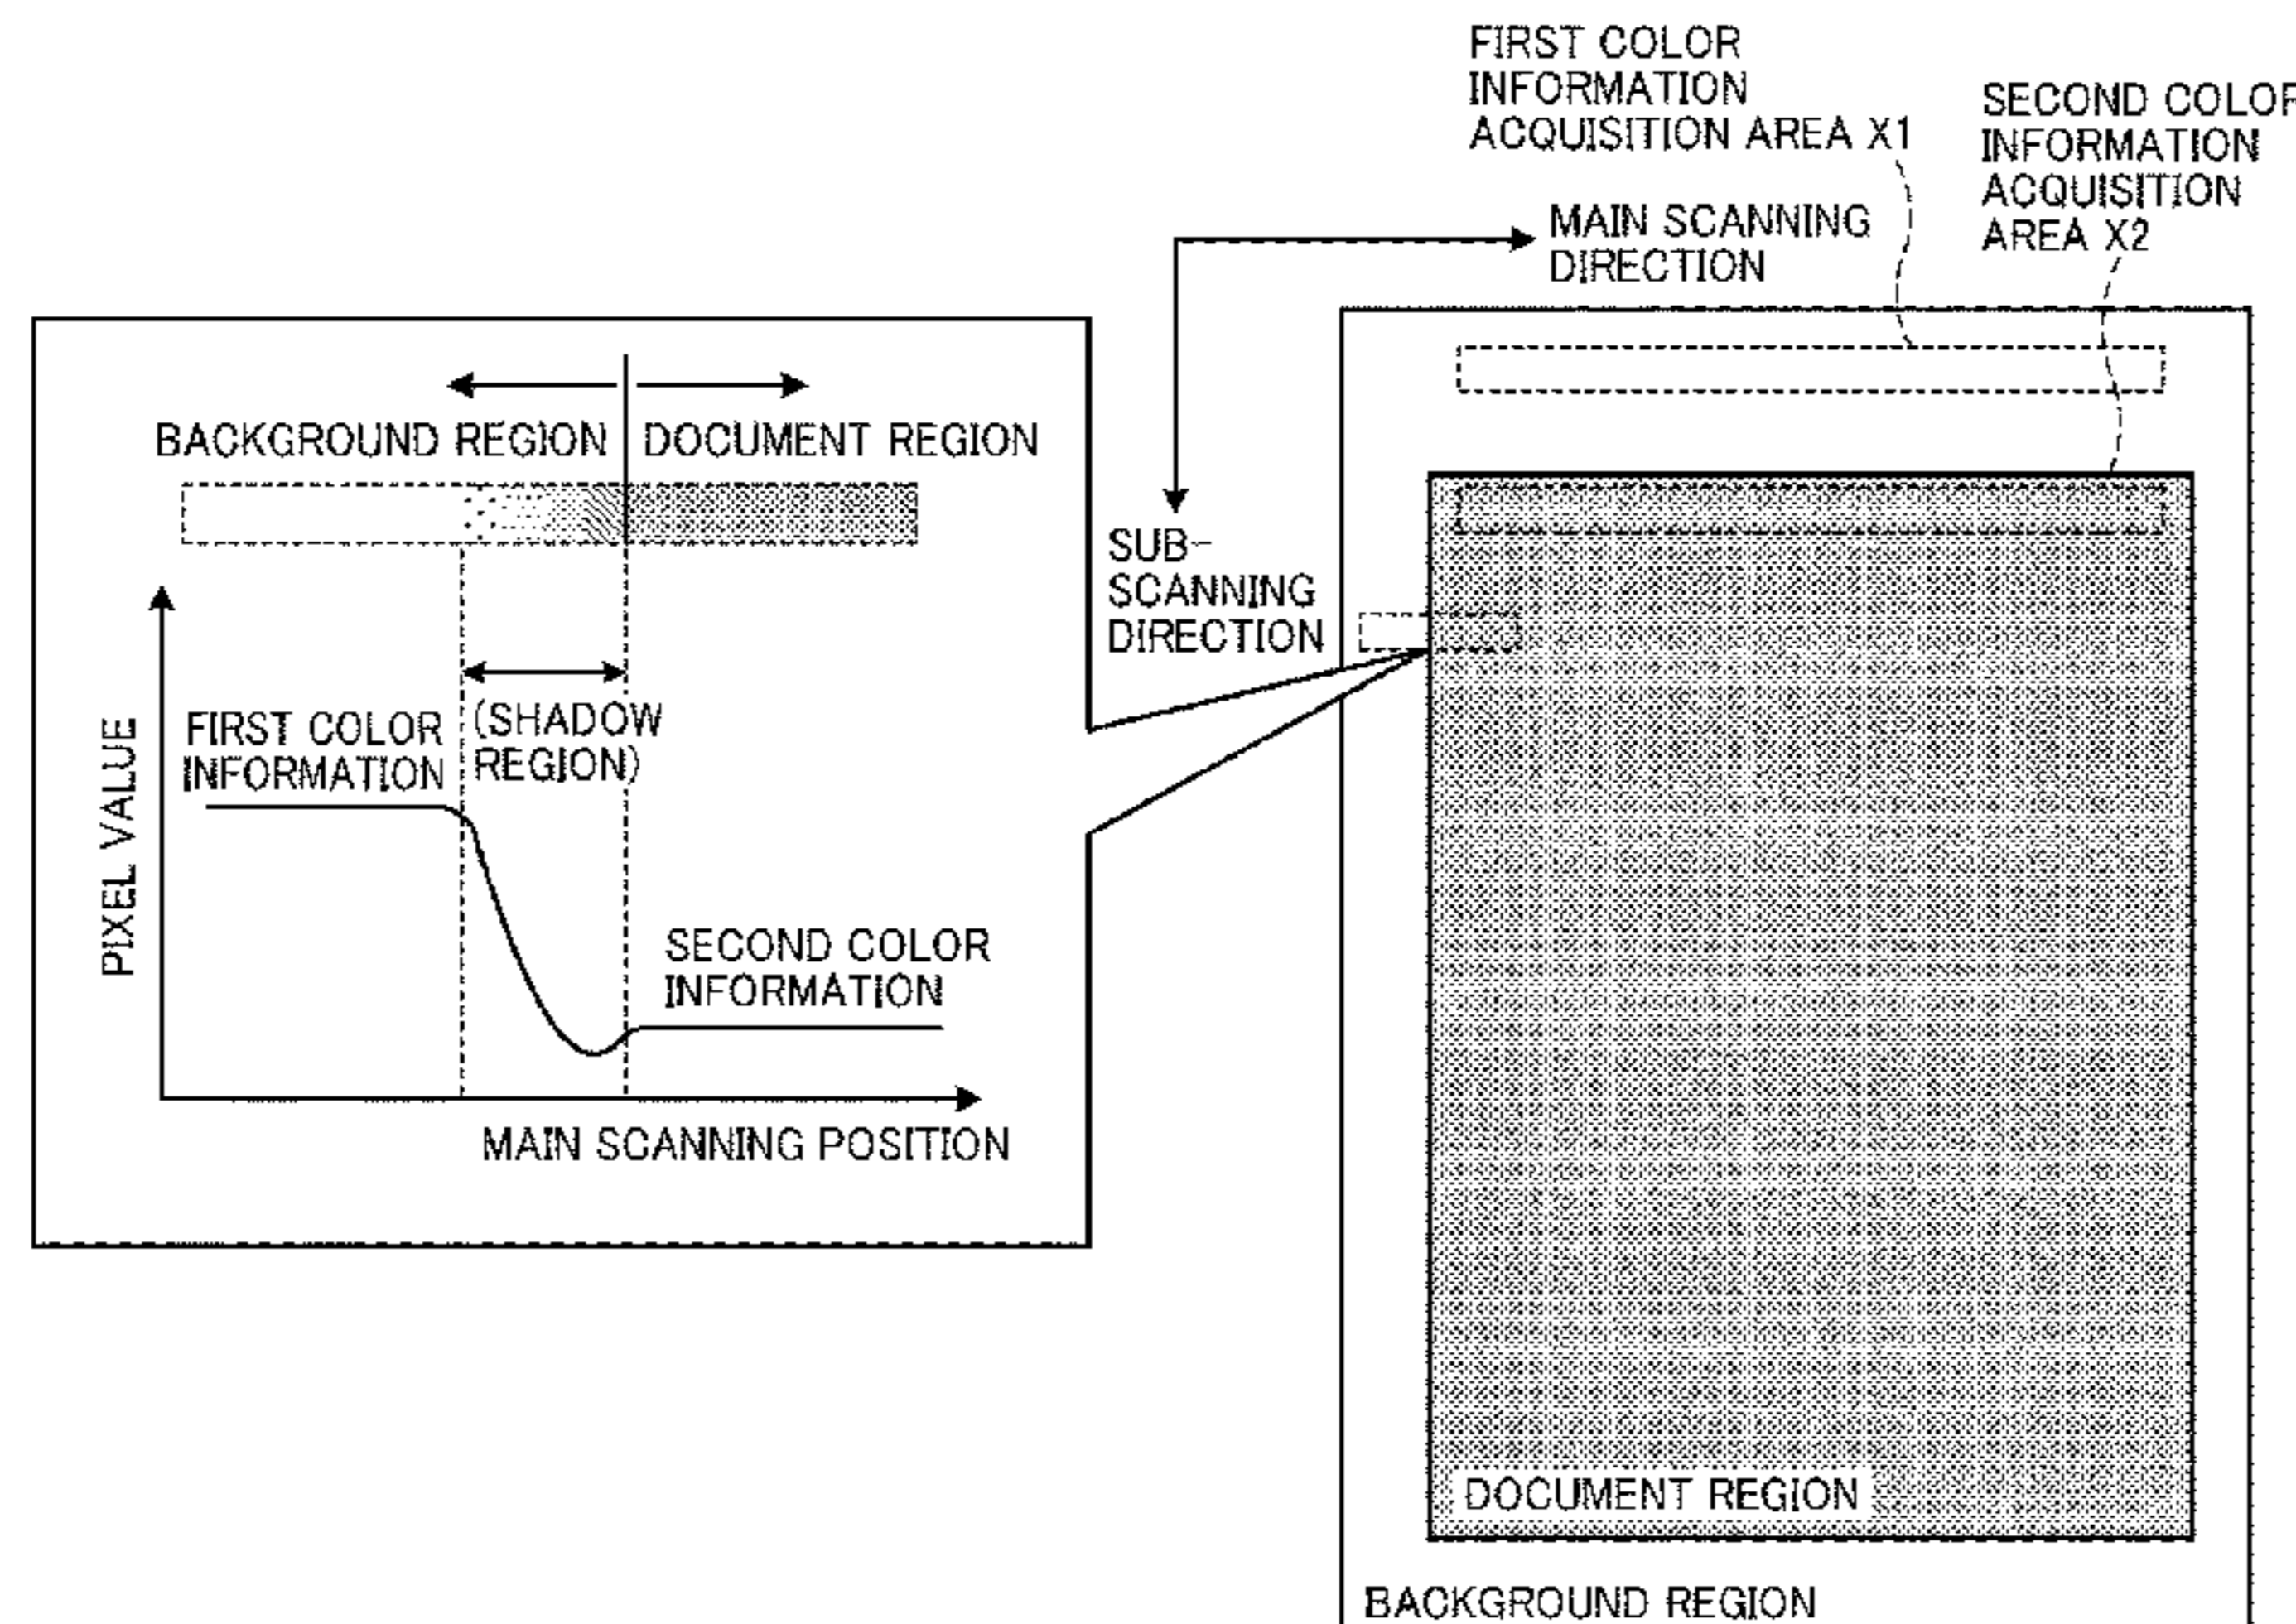 FIRST COLOR
INFORMATION
ACQUISITION AREA X1
SECOND COLOR
INFORMATION
ACQUISITION
AREA X2
MAIN SCANNING
DIRECTION
SUB-
SCANNING
DIRECTION
BACKGROUND REGION
DOCUMENT REGION
(SHADOW
REGION)
FIRST COLOR
INFORMATION
PIXEL VALUE
SECOND COLOR
INFORMATION
MAIN SCANNING POSITION
DOCUMENT REGION
BACKGROUND REGION